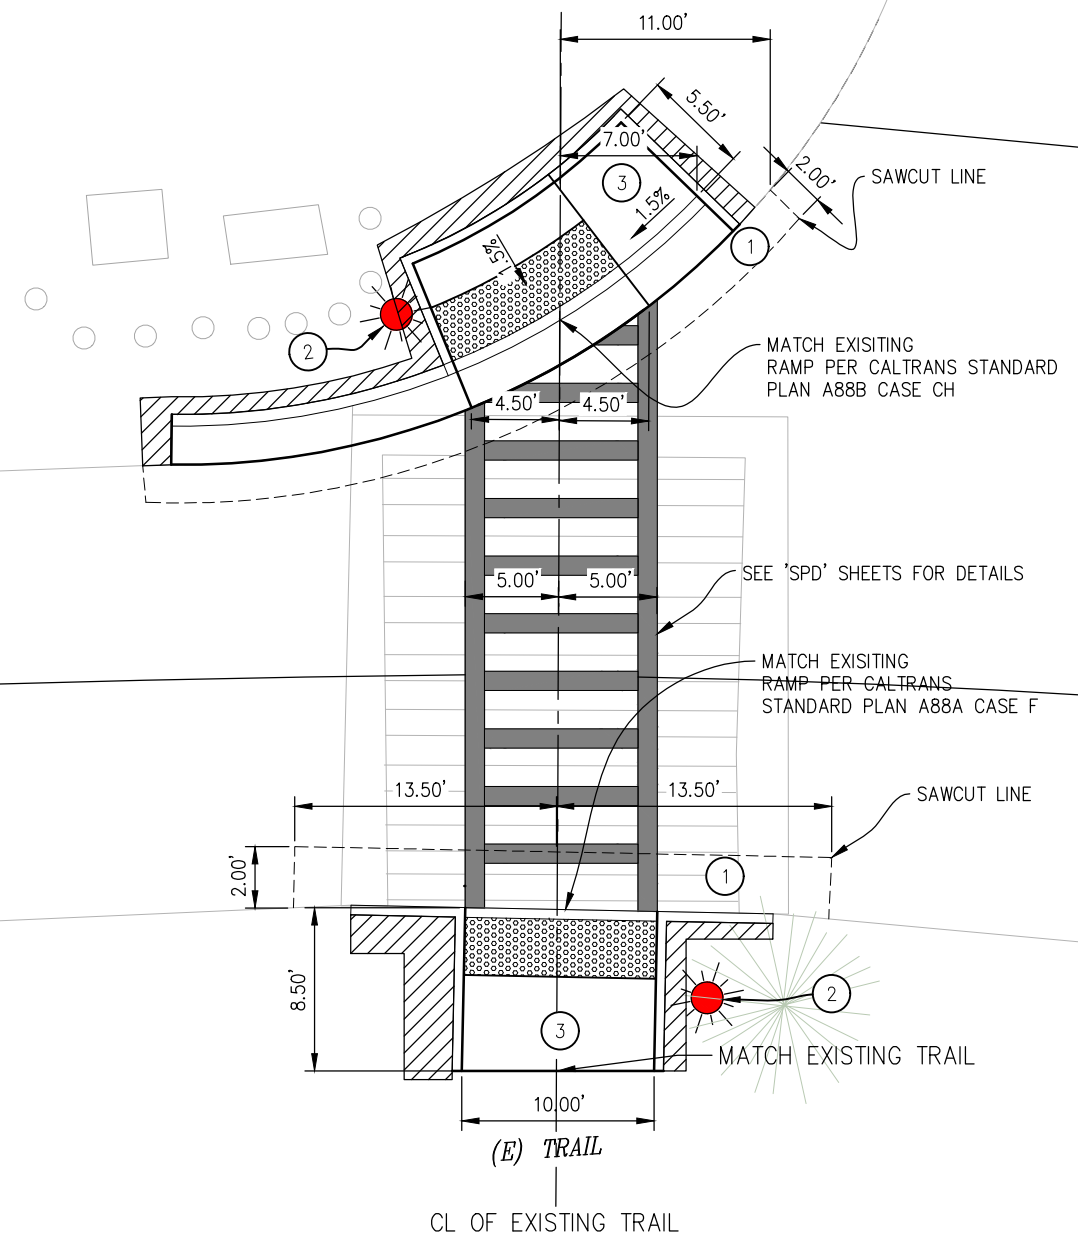 11.00'
5.50'
7.00'
2.00'
SAWCUT LINE
3
1.5%
1
1.5%
2
MATCH EXISITING
RAMP PER CALTRANS STANDARD
PLAN A88B CASE CH
4.50'
4.50'
5.00'
5.00'
SEE 'SPD' SHEETS FOR DETAILS
MATCH EXISITING
RAMP PER CALTRANS
STANDARD PLAN A88A CASE F
13.50'
13.50'
SAWCUT LINE
2.00'
1
8.50'
2
3
MATCH EXISTING TRAIL
10.00'
(E) TRAIL
CL OF EXISTING TRAIL